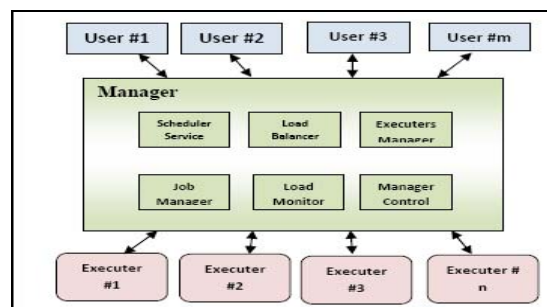 User #1
User #2
User #3
User #m
Manager
Scheduler
Service
Load
Balancer
Executers
Manager
Job
Manager
Load
Monitor
Manager
Control
Executer
#1
Executer
#2
Executer
#3
Executer #
n